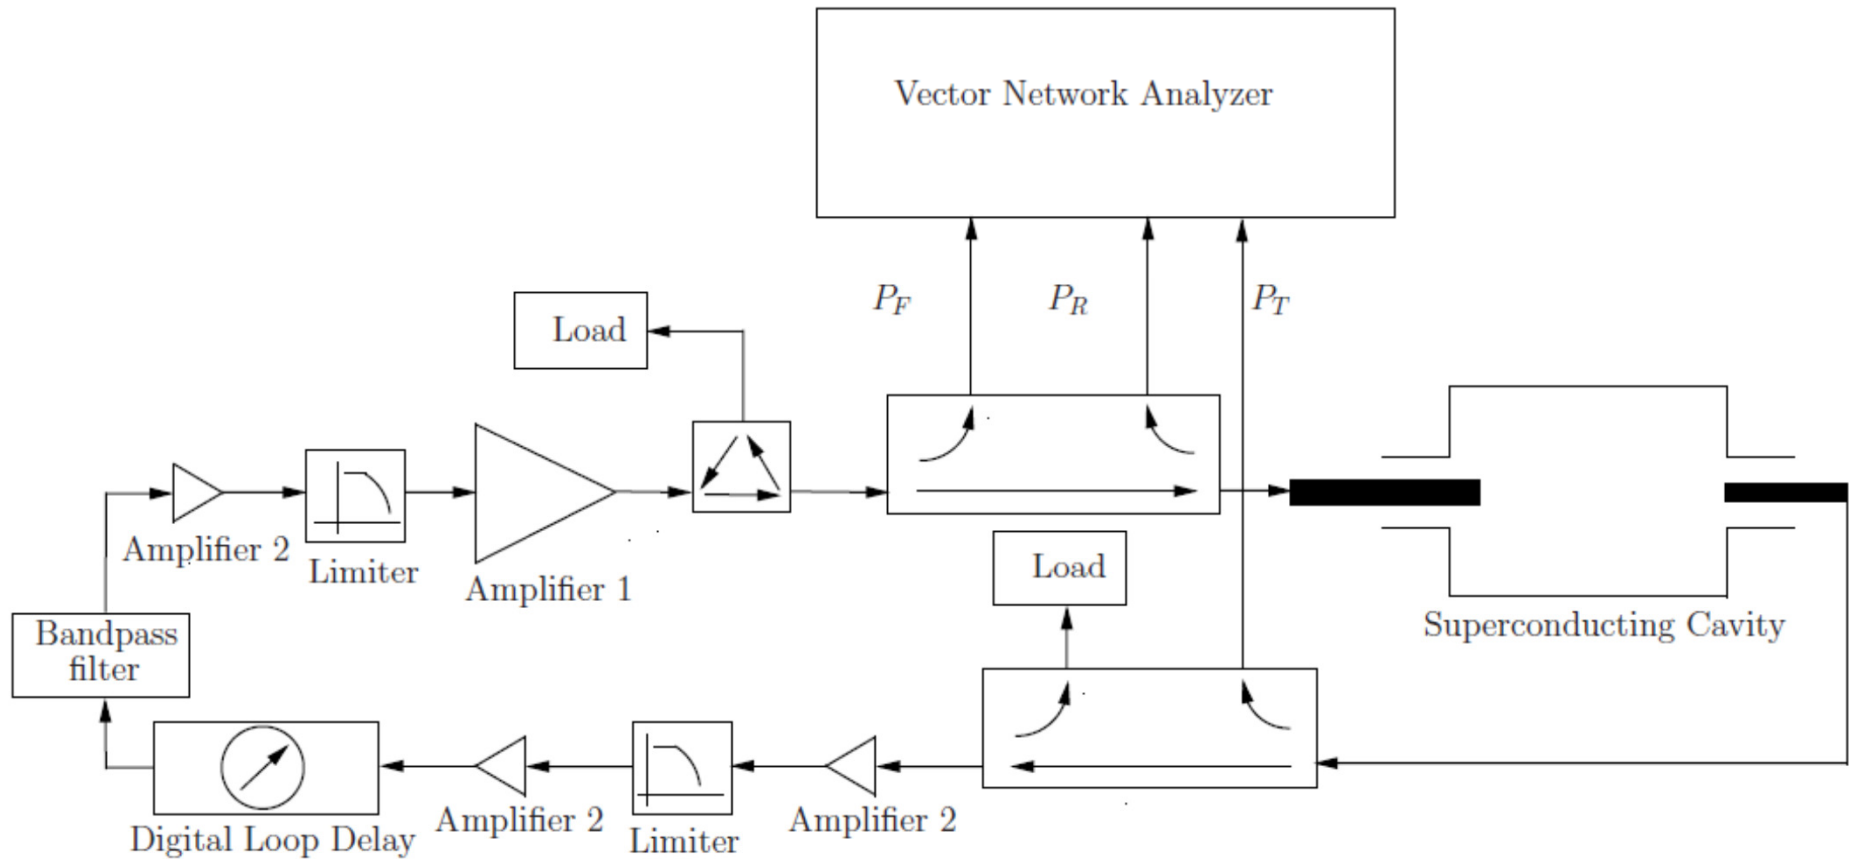 Vector Network Analyzer
P_F
P_R
P_T
Load
Amplifier 2
Limiter
Amplifier 1
Load
Superconducting Cavity
Bandpass
filter
Digital Loop Delay
Amplifier 2
Limiter
Amplifier 2